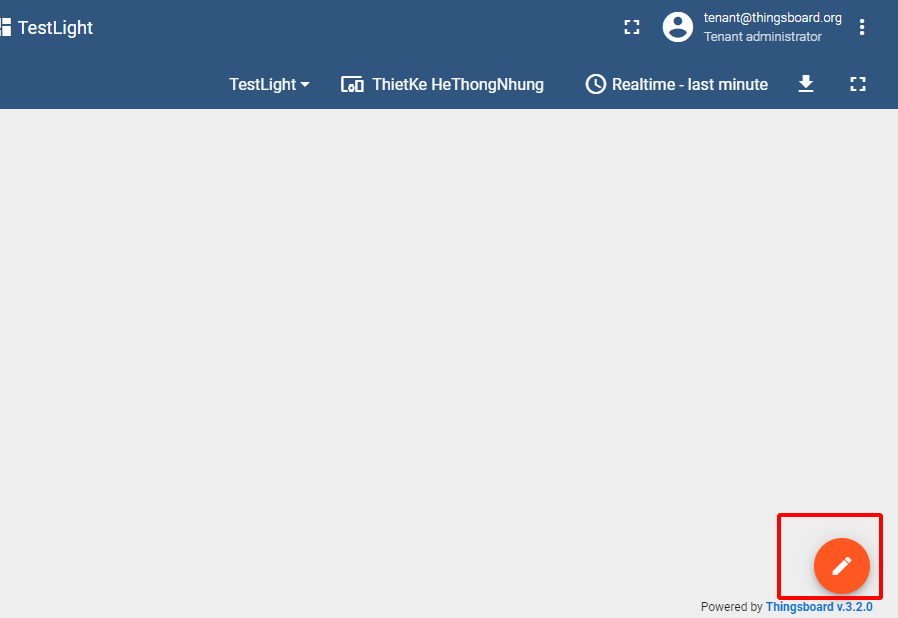 TestLight
tenant@thingsboard.org
Tenant administrator
TestLight ThietKe HeThongNhung Realtime - last minute
Powered by Thingsboard v.3.2.0